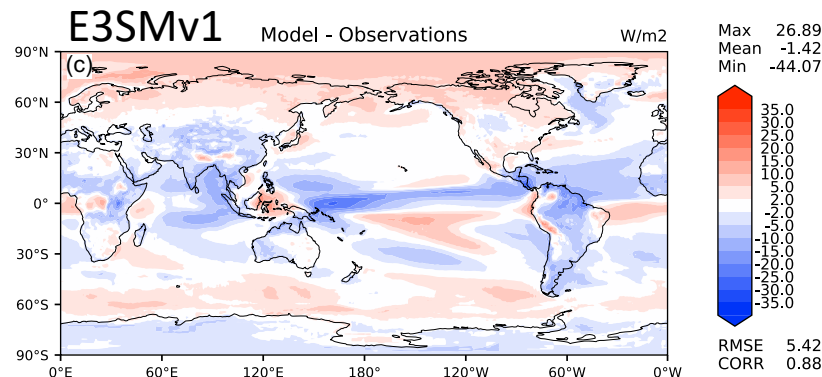 E3SMv1
Model - Observations
W/m2
(c)
90°N
60°N
30°N
0°
30°S
60°S
90°S
0°E
60°E
120°E
180°
120°W
60°W
0°W
Max 26.89
Mean -1.42
Min -44.07
35.0
30.0
25.0
20.0
15.0
10.0
5.0
2.0
-2.0
-5.0
-10.0
-15.0
-20.0
-25.0
-30.0
-35.0
RMSE 5.42
CORR 0.88